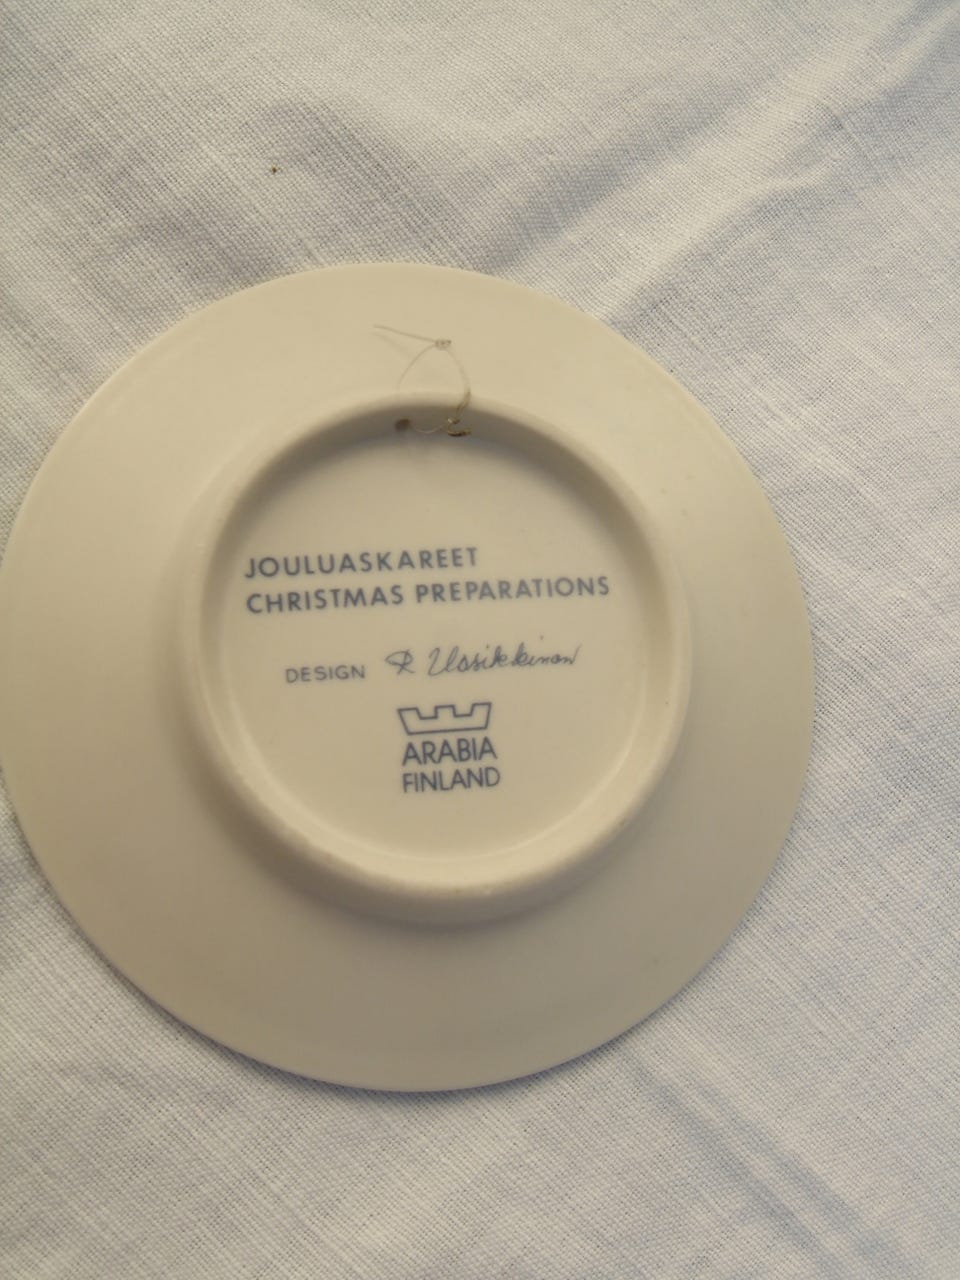 JOULUASKAREET
CHRISTMAS PREPARATIONS
DESIGN R Uosikkinen
ARABIA
FINLAND